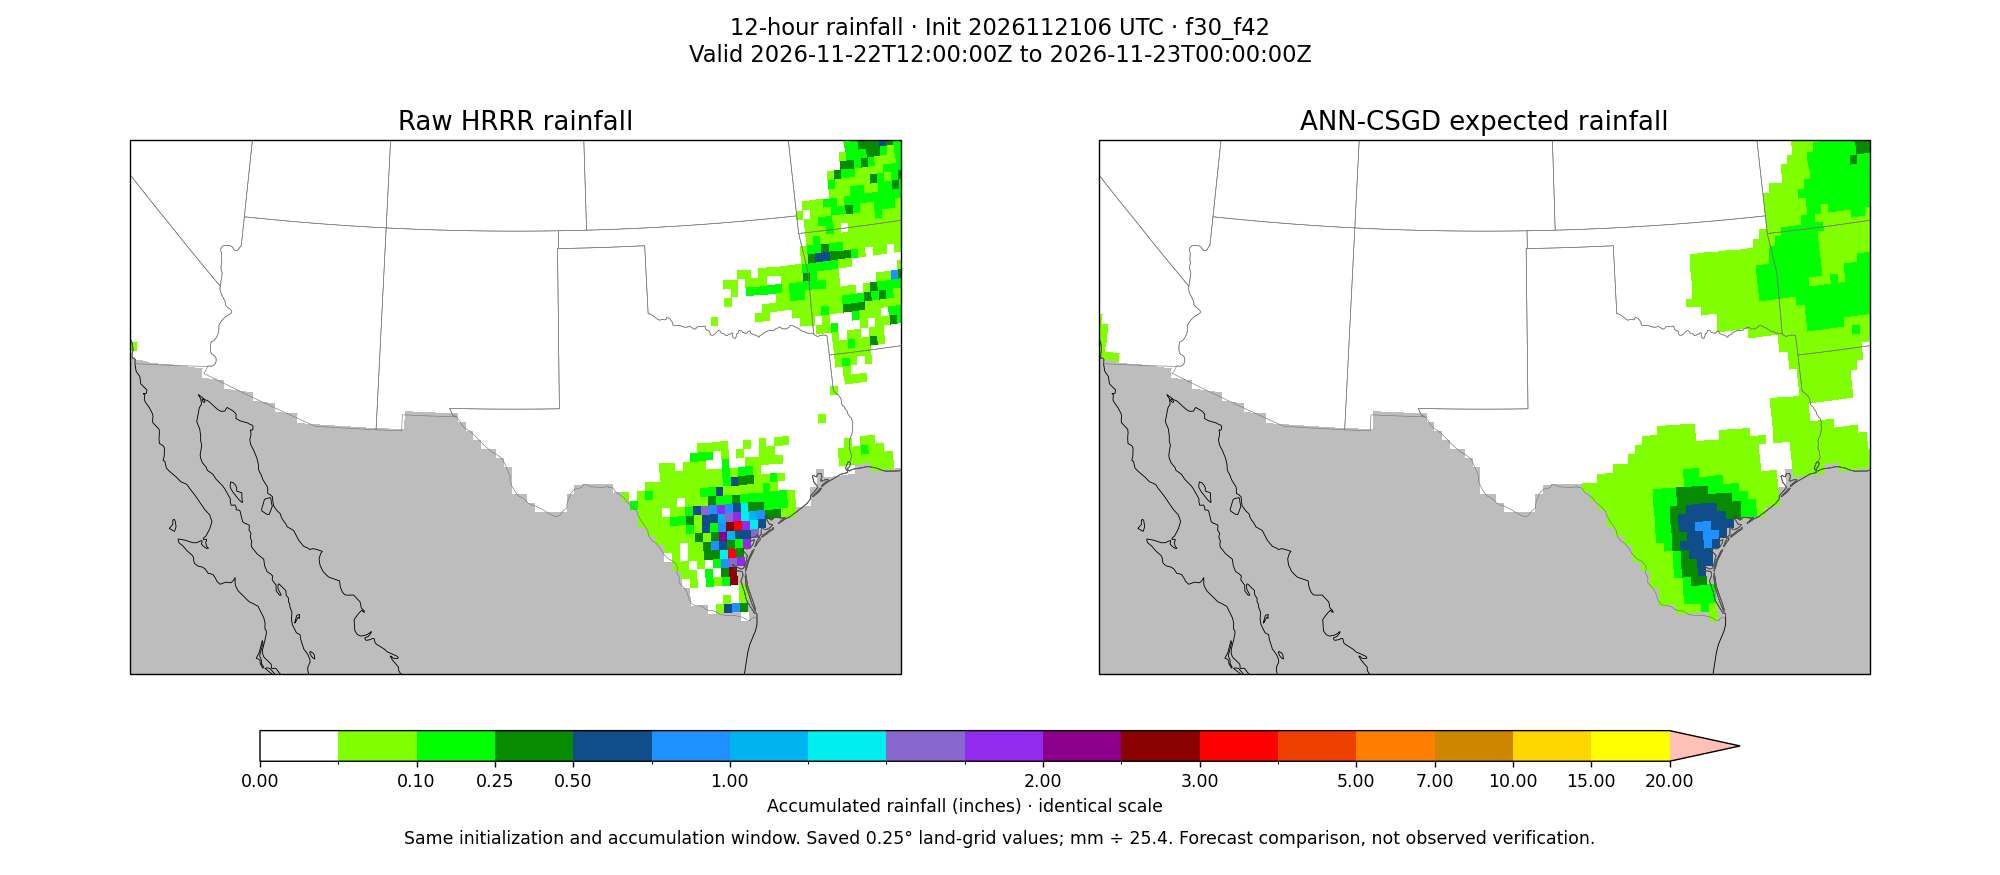 12-hour rainfall · Init 2026112106 UTC · f30_f42
Valid 2026-11-22T12:00:00Z to 2026-11-23T00:00:00Z
Raw HRRR rainfall
ANN-CSGD expected rainfall
0.00 0.10 0.25 0.50 1.00 2.00 3.00 5.00 7.00 10.00 15.00 20.00
Accumulated rainfall (inches) · identical scale
Same initialization and accumulation window. Saved 0.25° land-grid values; mm ÷ 25.4. Forecast comparison, not observed verification.